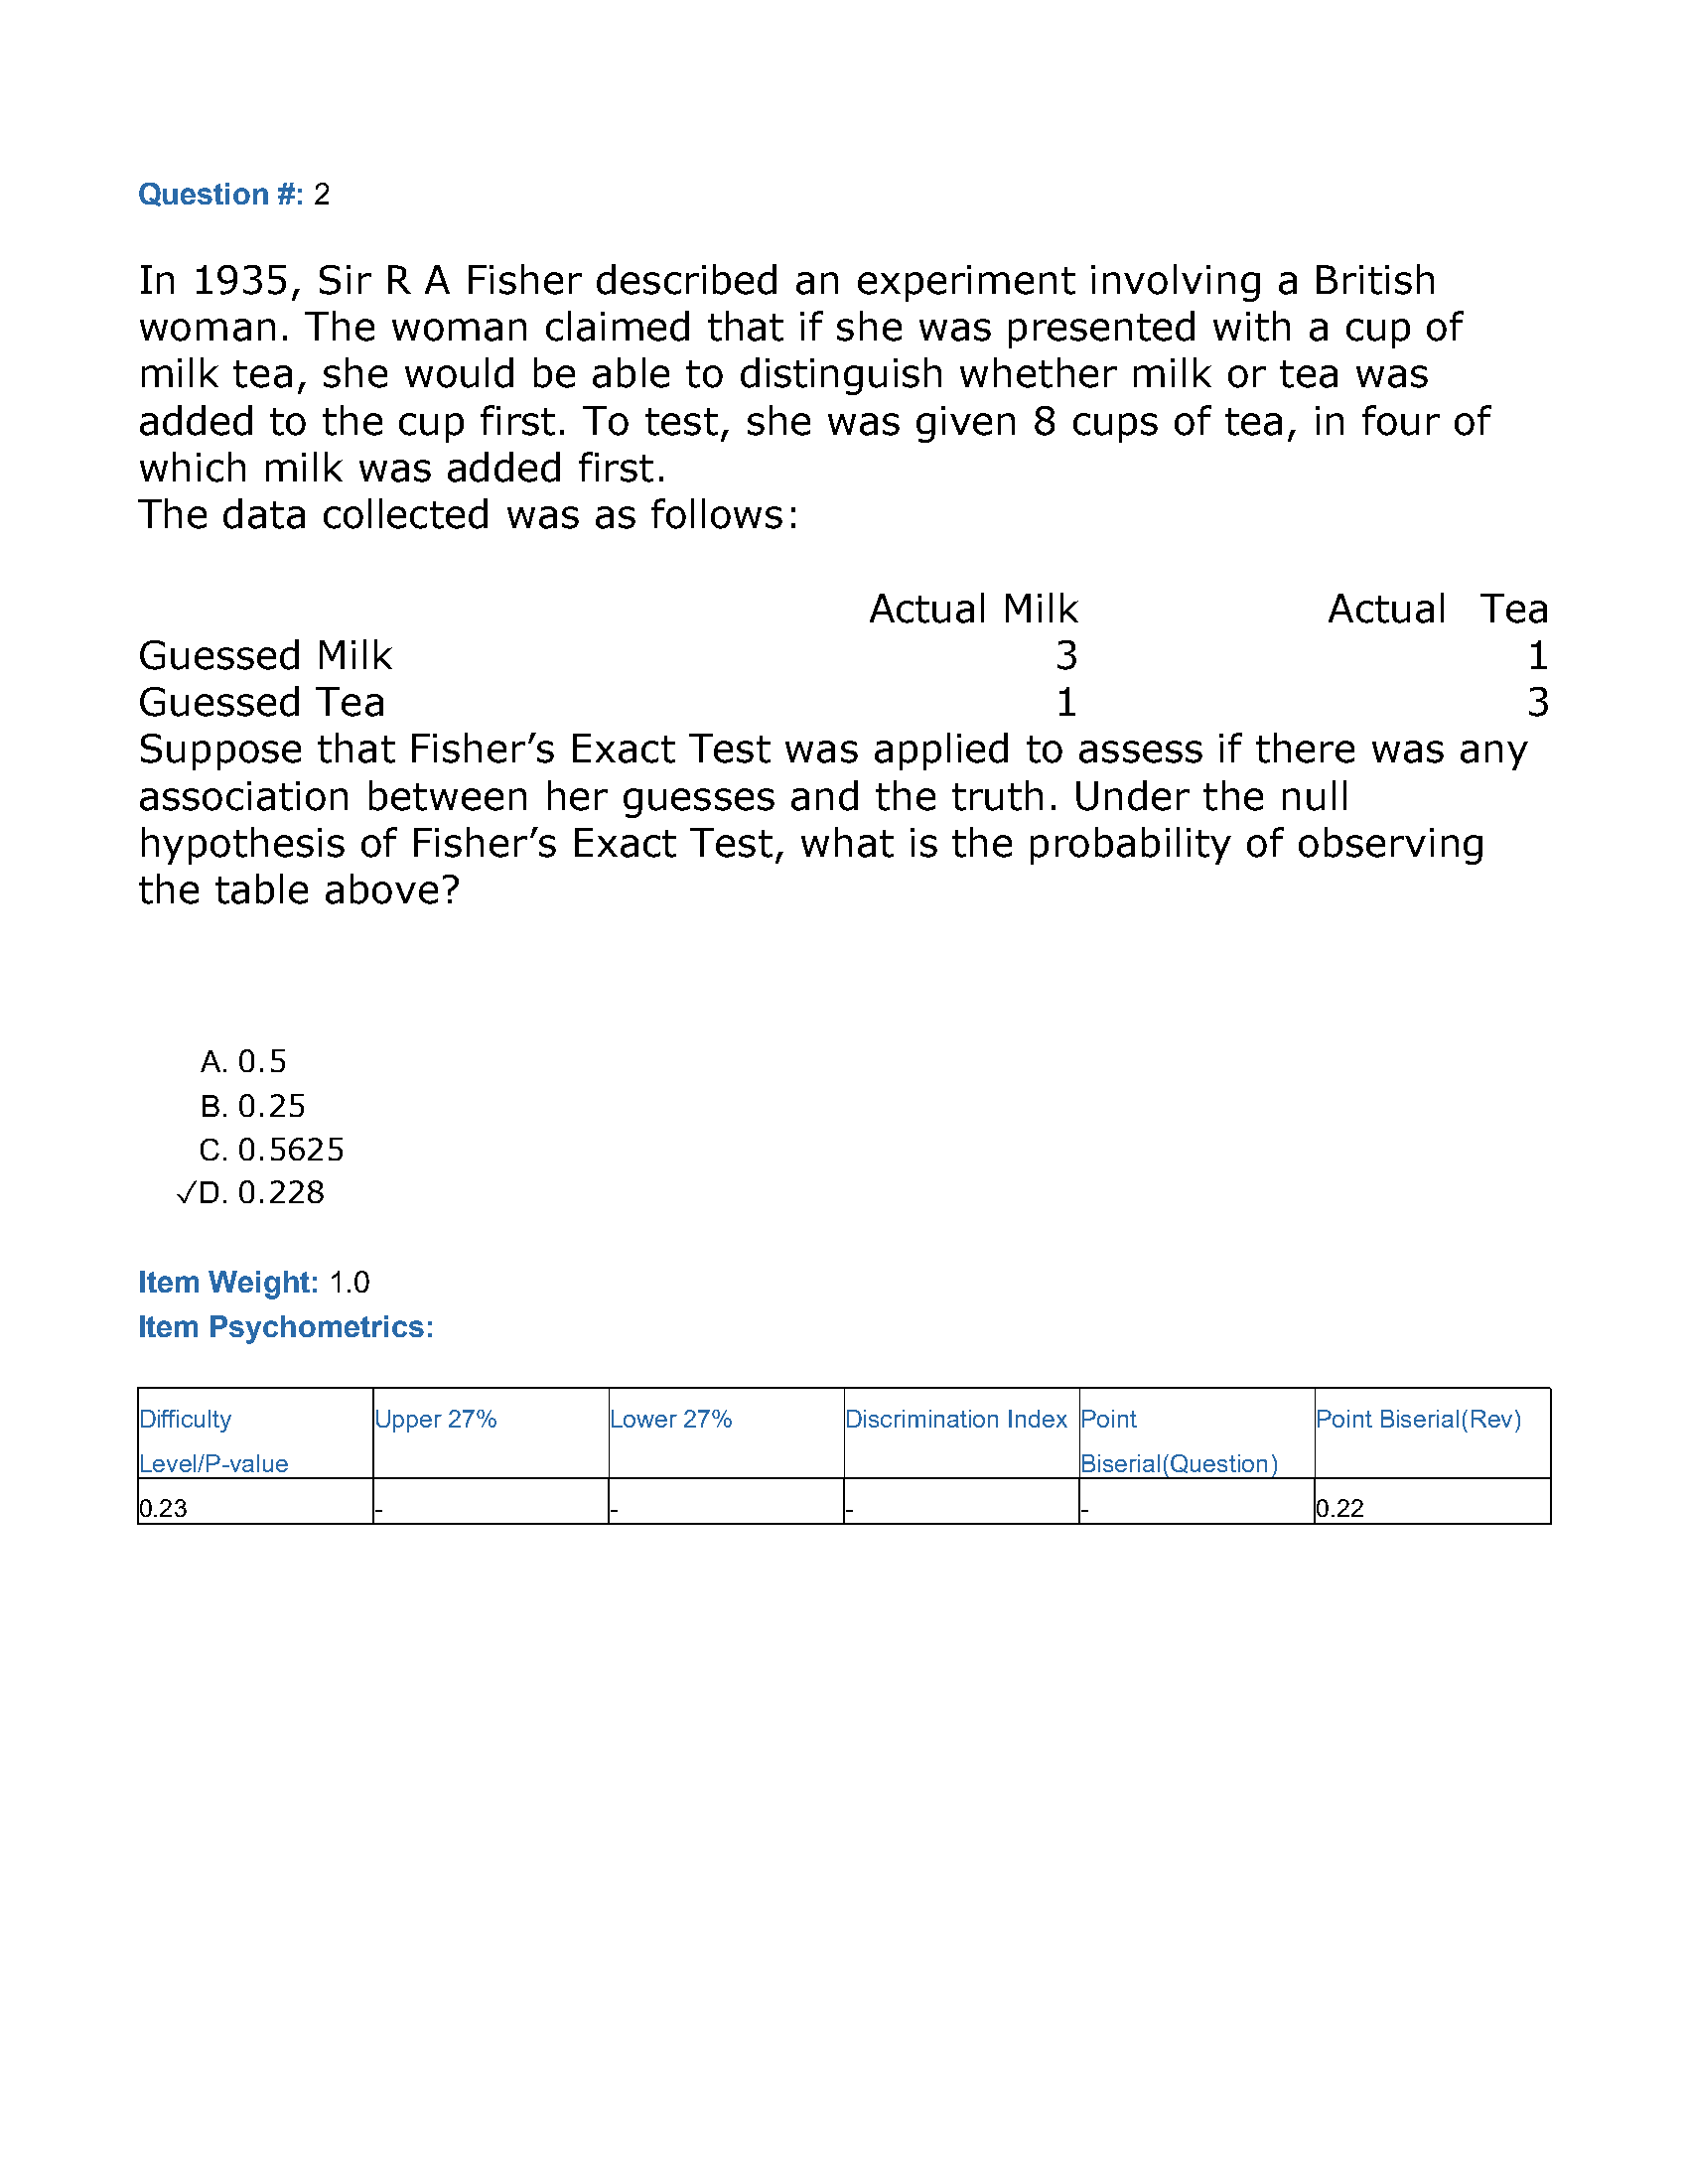 Question #: 2
In 1935, Sir R A Fisher described an experiment involving a British
woman. The woman claimed that if she was presented with a cup of
milk tea, she would be able to distinguish whether milk or tea was
added to the cup first. To test, she was given 8 cups of tea, in four of
which milk was added first.
The data collected was as follows:
Actual Milk Actual Tea
Guessed Milk 3 1
Guessed Tea 1 3
Suppose that Fisher’s Exact Test was applied to assess if there was any
association between her guesses and the truth. Under the null
hypothesis of Fisher’s Exact Test, what is the probability of observing
the table above?
A. 0.5
B. 0.25
C. 0.5625
✓D. 0.228
Item Weight: 1.0
Item Psychometrics:
Difficulty Level/P-value Upper 27% Lower 27% Discrimination Index Point Biserial(Question) Point Biserial(Rev)
0.23 - - - - 0.22